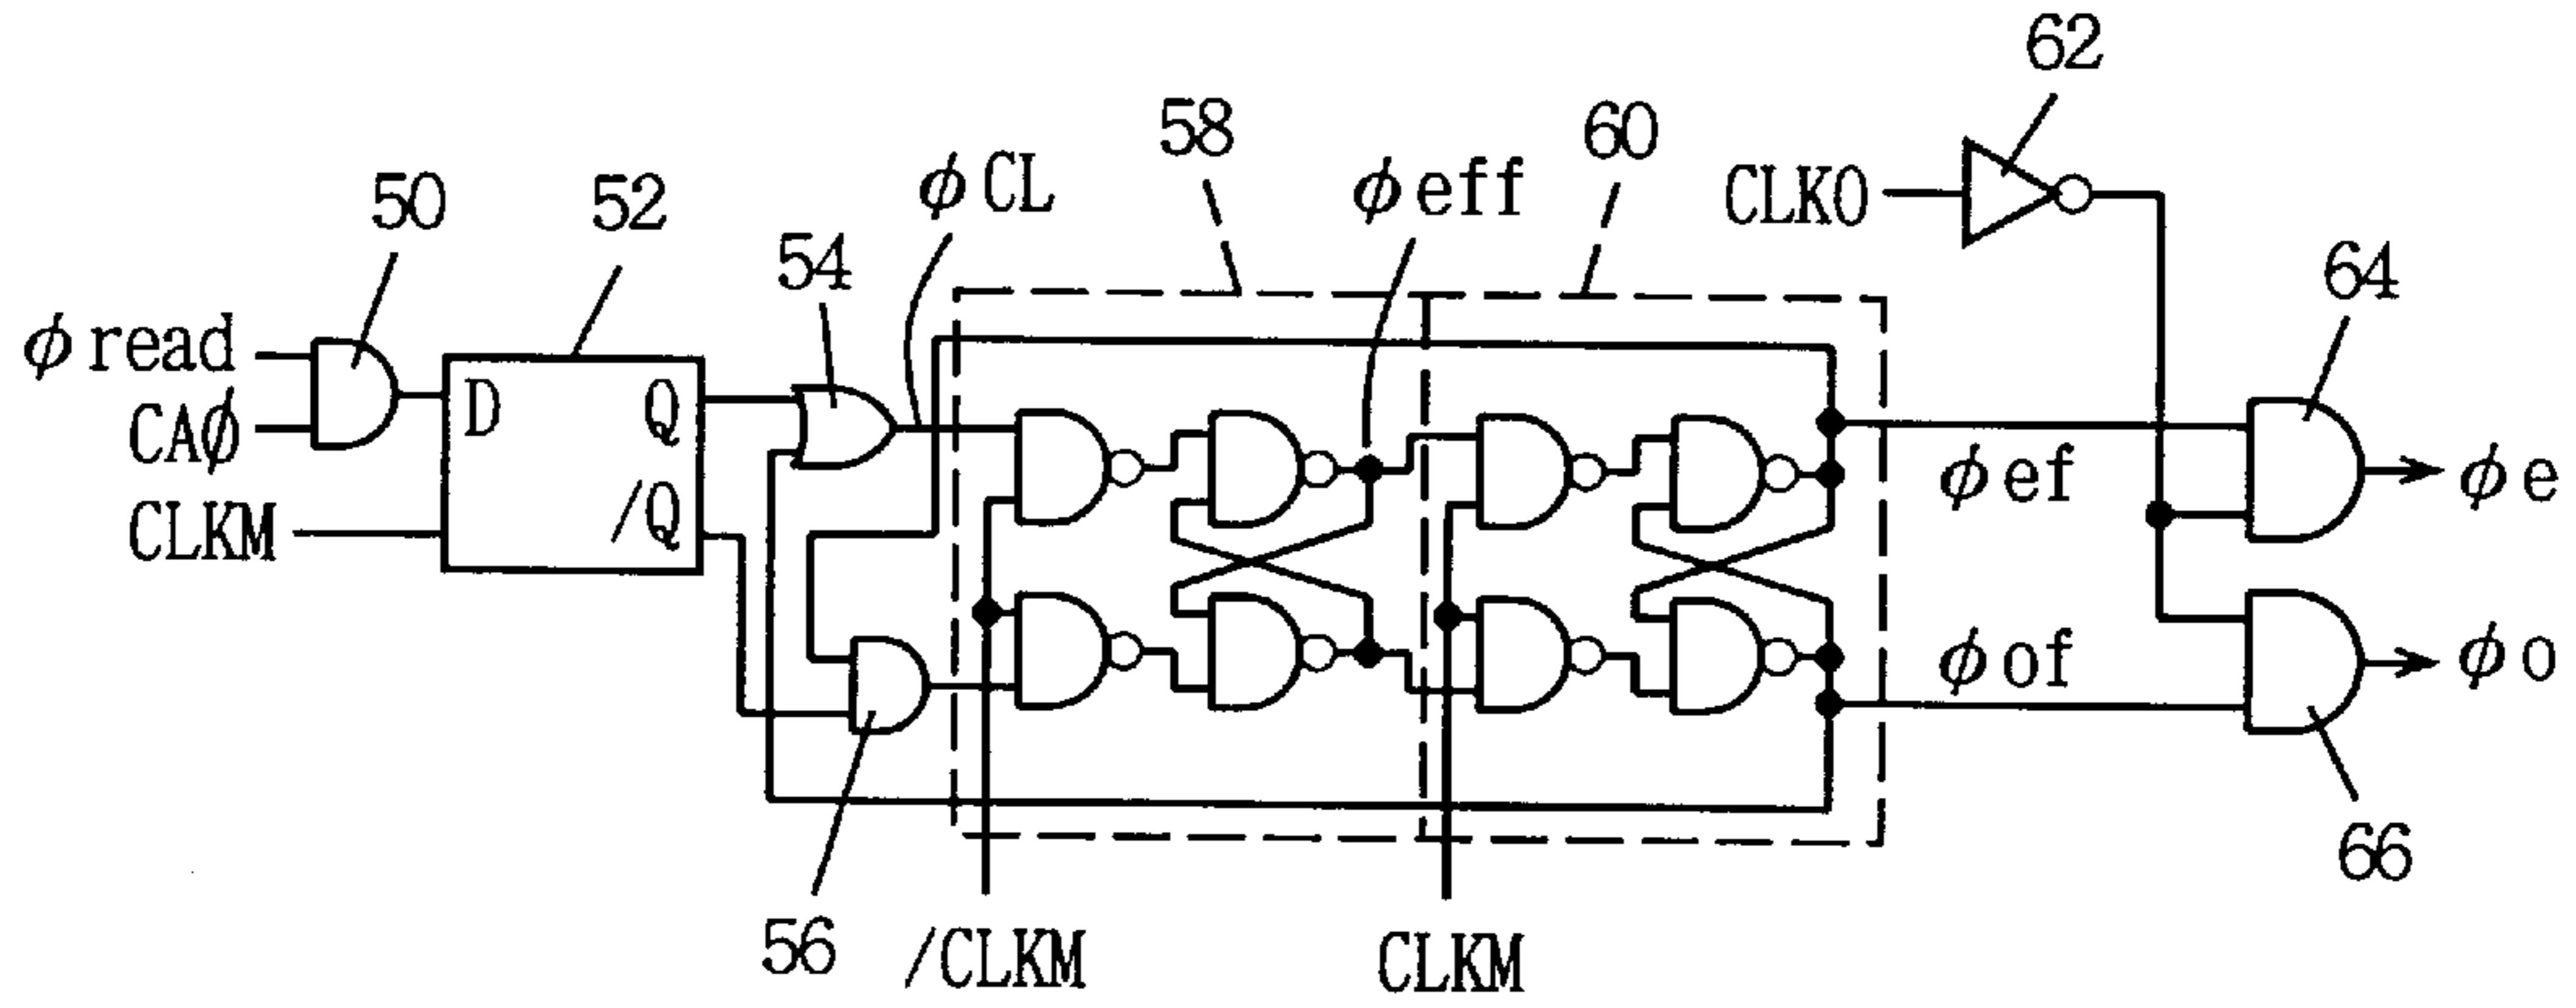 62
58
60
φCL
φeff
CLKO
50
52
54
64
φread
D
Q
CAφ
φef
φe
CLKM
/Q
φof
φo
66
56
/CLKM
CLKM